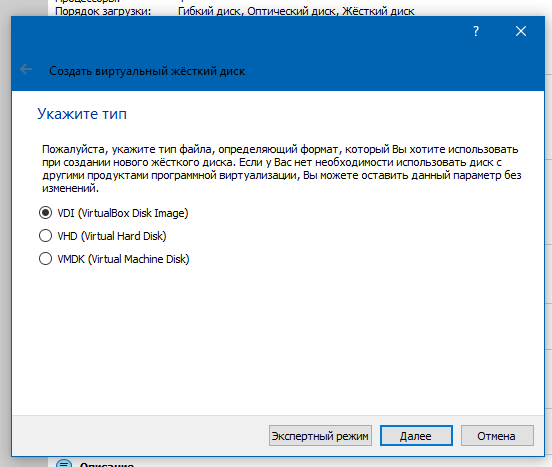 Порядок загрузки: Гибкий диск, Оптический диск, Жёсткий диск
?
Создать виртуальный жёсткий диск
Укажите тип
Пожалуйста, укажите тип файла, определяющий формат, который Вы хотите использовать
при создании нового жёсткого диска. Если у Вас нет необходимости использовать диск с
другими продуктами программной виртуализации, Вы можете оставить данный параметр без
изменений.
VDI (VirtualBox Disk Image)
VHD (Virtual Hard Disk)
VMDK (Virtual Machine Disk)
Экспертный режим Далее Отмена
Описание